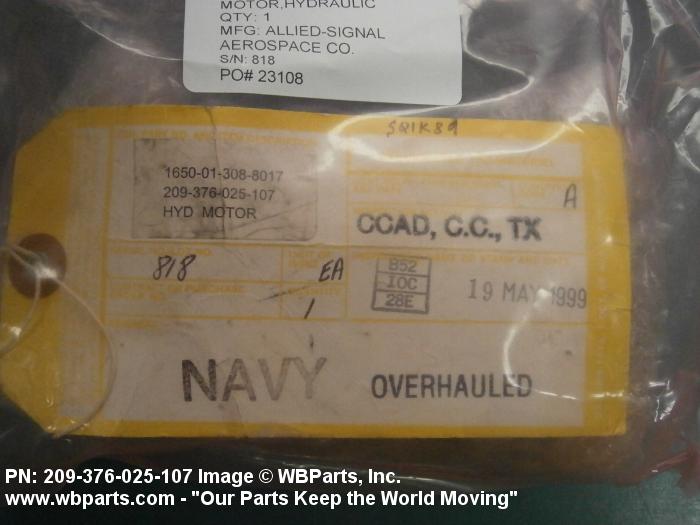 MOTOR,HYDRAULIC
QTY: 1
MFG: ALLIED-SIGNAL
AEROSPACE CO.
S/N: 818
PO# 23108
SQ1K89
1650-01-308-8017
209-376-025-107
HYD MOTOR
A
CCAD, C.C., TX
818
EA
B52
IOC
28E
19 MAY 1999
1
NAVY OVERHAULED
PN: 209-376-025-107 Image © WBParts, Inc.
www.wbparts.com - "Our Parts Keep the World Moving"